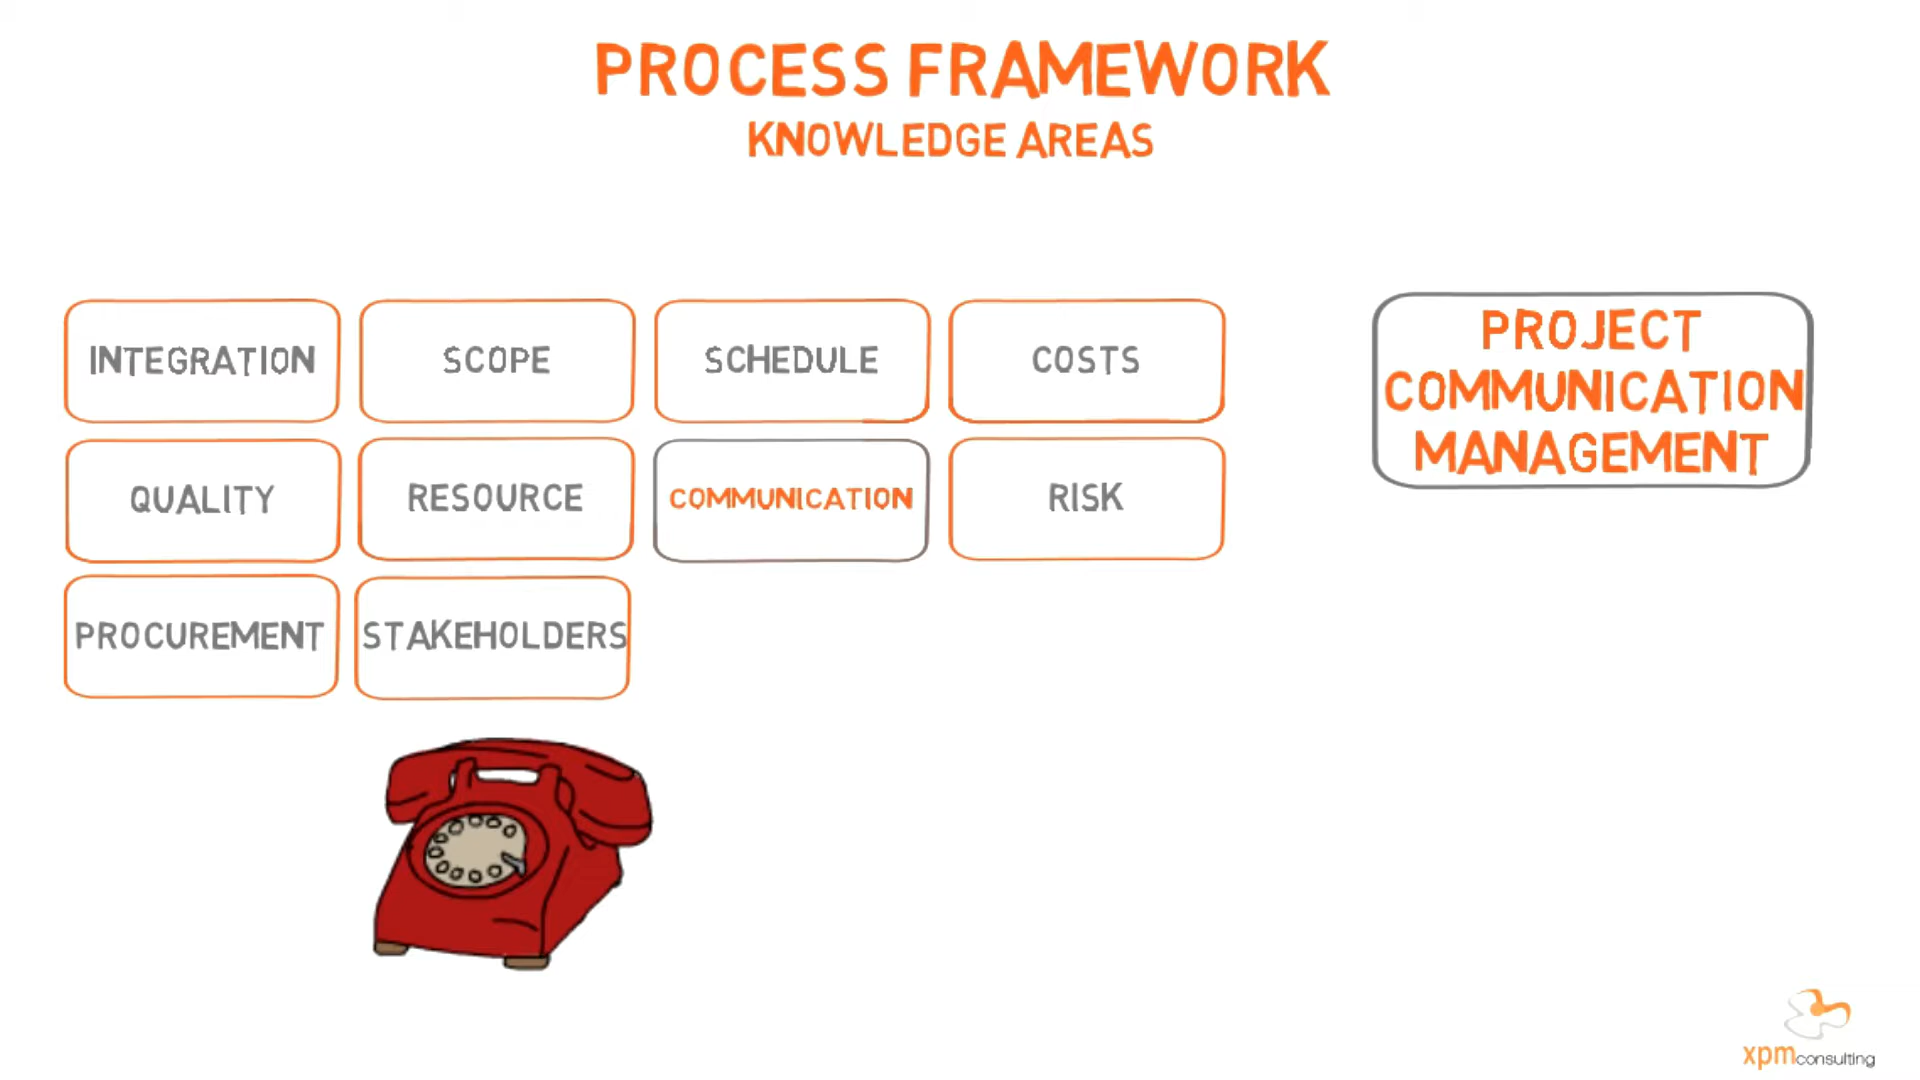 PROCESS FRAMEWORK
KNOWLEDGE AREAS
INTEGRATION
SCOPE
SCHEDULE
COSTS
QUALITY
RESOURCE
COMMUNICATION
RISK
PROCUREMENT
STAKEHOLDERS
PROJECT
COMMUNICATION
MANAGEMENT
xpmconsulting